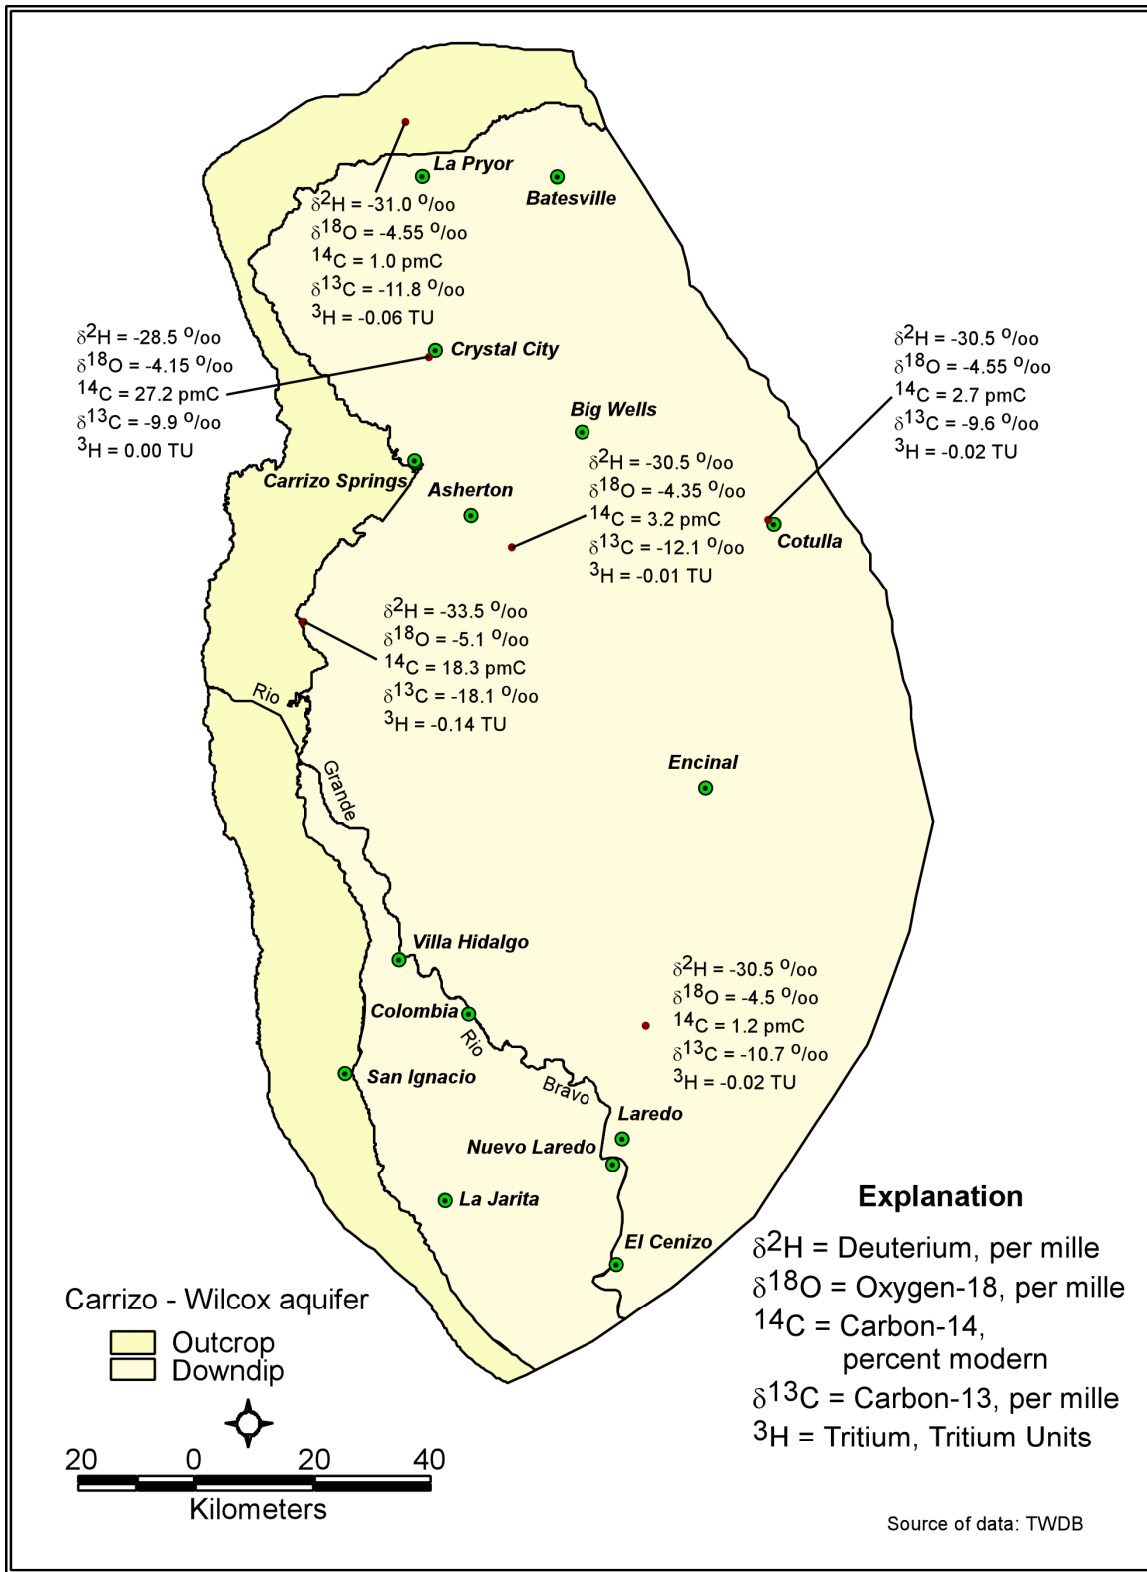 La Pryor
Batesville
δ2H = -31.0 o/oo
δ18O = -4.55 o/oo
14C = 1.0 pmC
δ13C = -11.8 o/oo
3H = -0.06 TU
δ2H = -28.5 o/oo
δ18O = -4.15 o/oo
14C = 27.2 pmC
δ13C = -9.9 o/oo
3H = 0.00 TU
Crystal City
δ2H = -30.5 o/oo
δ18O = -4.55 o/oo
14C = 2.7 pmC
δ13C = -9.6 o/oo
3H = -0.02 TU
Big Wells
Carrizo Springs
Asherton
δ2H = -30.5 o/oo
δ18O = -4.35 o/oo
14C = 3.2 pmC
δ13C = -12.1 o/oo
3H = -0.01 TU
Cotulla
δ2H = -33.5 o/oo
δ18O = -5.1 o/oo
14C = 18.3 pmC
δ13C = -18.1 o/oo
3H = -0.14 TU
Rio
Grande
Encinal
Villa Hidalgo
Colombia
Rio
Bravo
δ2H = -30.5 o/oo
δ18O = -4.5 o/oo
14C = 1.2 pmC
δ13C = -10.7 o/oo
3H = -0.02 TU
San Ignacio
Laredo
Nuevo Laredo
La Jarita
El Cenizo
Explanation
δ2H = Deuterium, per mille
δ18O = Oxygen-18, per mille
14C = Carbon-14,
percent modern
δ13C = Carbon-13, per mille
3H = Tritium, Tritium Units
Carrizo - Wilcox aquifer
Outcrop
Downdip
20 0 20 40
Kilometers
Source of data: TWDB